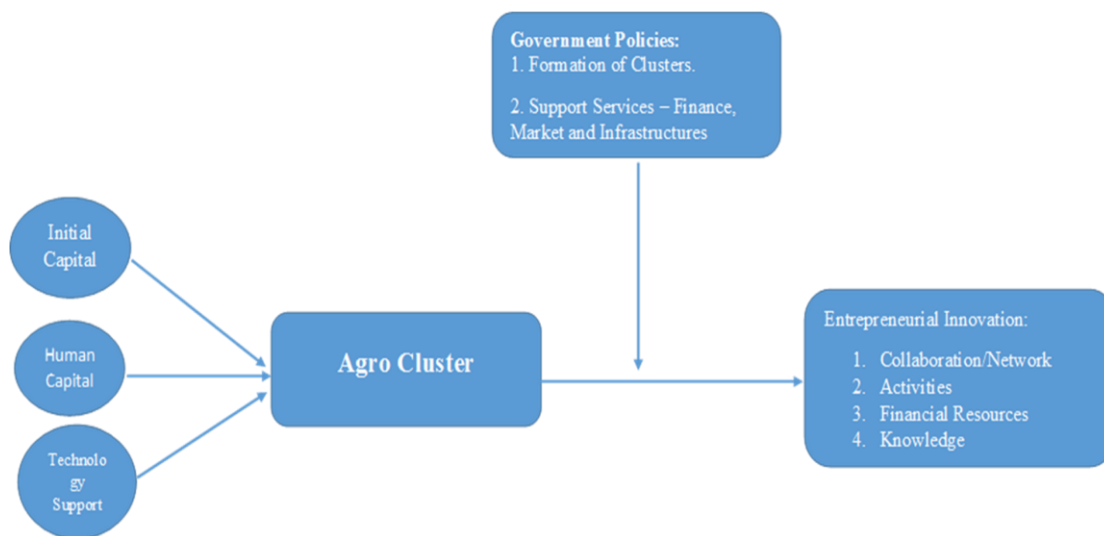 Government Policies:
1. Formation of Clusters.
2. Support Services – Finance,
Market and Infrastructures
Initial
Capital
Human
Capital
Technolo
gy
Support
Agro Cluster
Entrepreneurial Innovation:
1. Collaboration/Network
2. Activities
3. Financial Resources
4. Knowledge